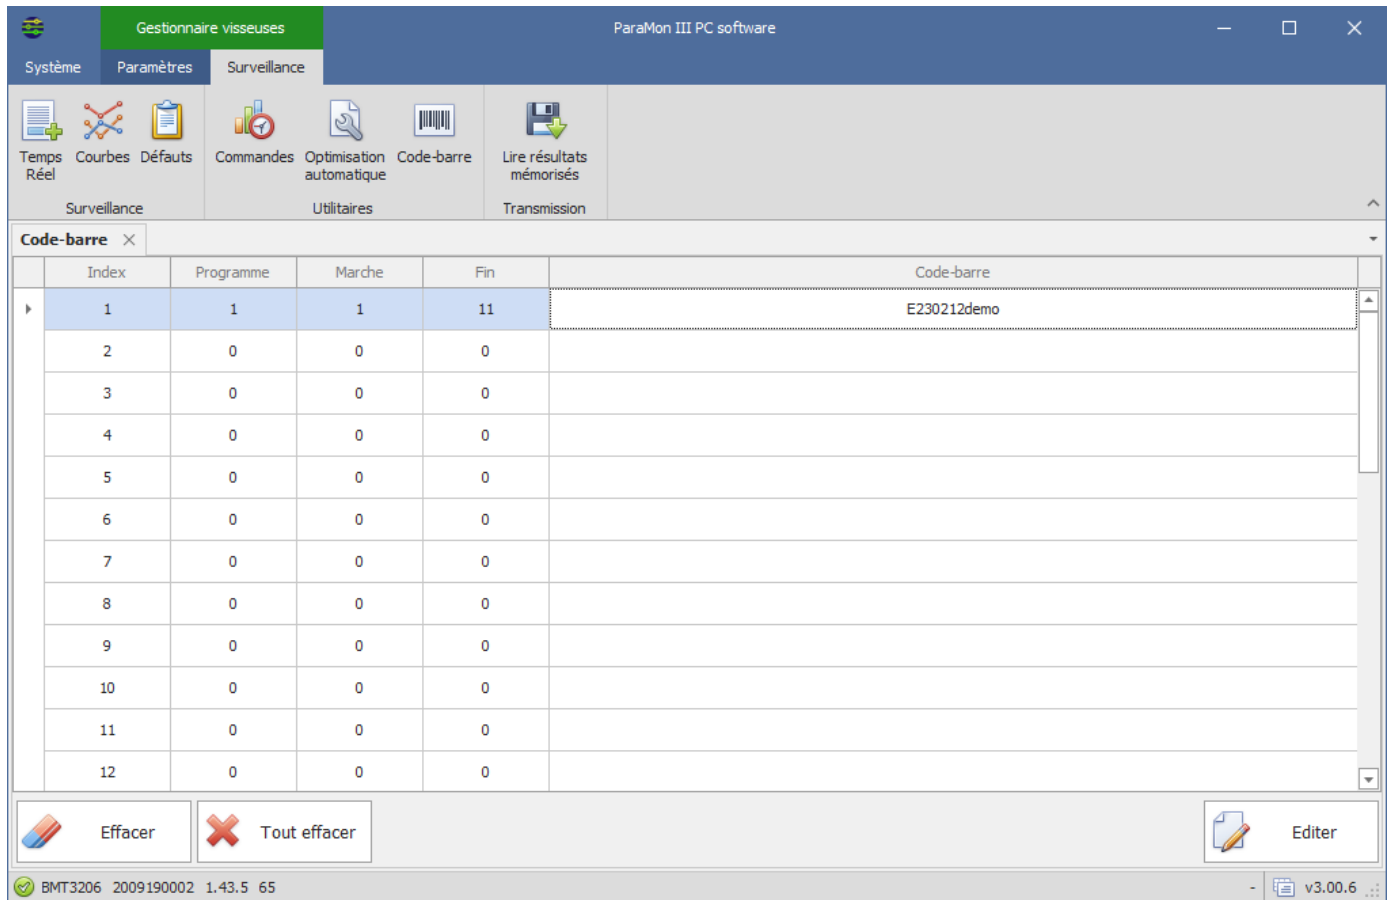 Gestionnaire visseuses ParaMon III PC software
Système Paramètres Surveillance
Temps Réel Courbes Défauts Commandes Optimisation automatique Code-barre Lire résultats mémorisés
Surveillance Utilitaires Transmission
Code-barre
Index Programme Marche Fin Code-barre
1 1 1 11 E230212demo
2 0 0 0
3 0 0 0
4 0 0 0
5 0 0 0
6 0 0 0
7 0 0 0
8 0 0 0
9 0 0 0
10 0 0 0
11 0 0 0
12 0 0 0
Effacer Tout effacer Editer
BMT3206 2009190002 1.43.5 65 - v3.00.6